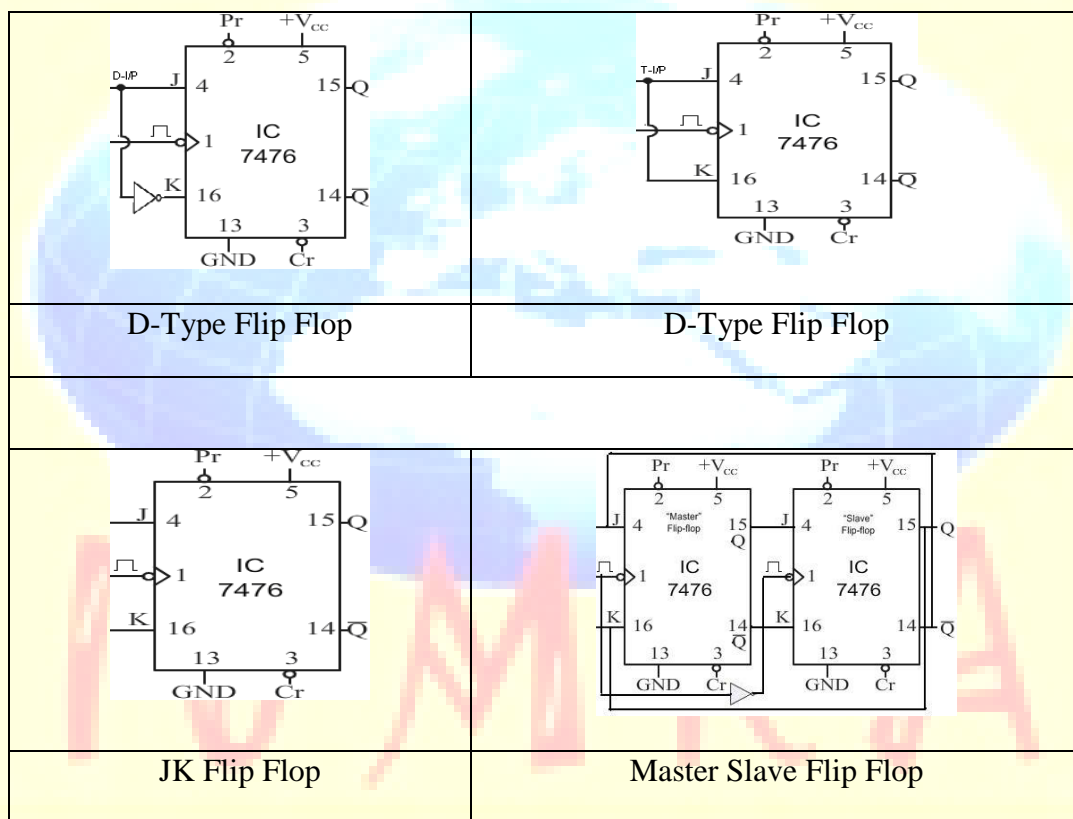 Pr +VCC
2 5
D-I/P
J 4 15 Q
1 IC
7476
K 16 14 Q̅
13 3
GND Cr
D-Type Flip Flop
Pr +VCC
2 5
T-I/P
J 4 15 Q
1 IC
7476
K 16 14 Q̅
13 3
GND Cr
D-Type Flip Flop
Pr +VCC
2 5
J 4 15 Q
1 IC
7476
K 16 14 Q̅
13 3
GND Cr
JK Flip Flop
Pr +VCC
2 5
J 4 "Master" 15
Flip-flop Q
1 IC
7476
K 16 14
Q̅
13 3
GND Cr
Pr +VCC
2 5
J 4 "Slave" 15 Q
Flip-flop
1 IC
7476
K 16 14 Q̅
13 3
GND Cr
Master Slave Flip Flop